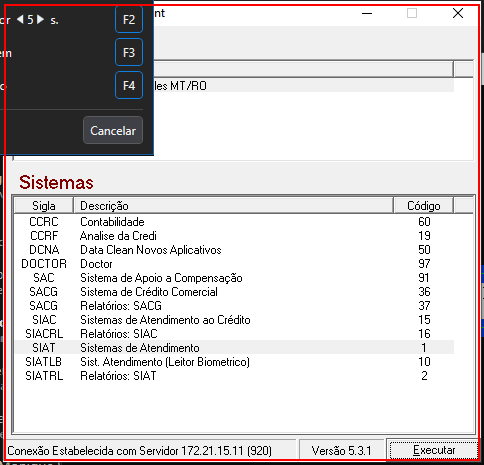 or ◀ 5 ▶ s. F2
em F3
o F4
Cancelar
ent
les MT/RO
Sistemas
Sigla Descrição Código
CCRC Contabilidade 60
CCRF Analise da Credi 19
DCNA Data Clean Novos Aplicativos 50
DOCTOR Doctor 97
SAC Sistema de Apoio a Compensação 91
SACG Sistema de Crédito Comercial 36
SACG Relatórios: SACG 37
SIAC Sistemas de Atendimento ao Crédito 15
SIACRL Relatórios: SIAC 16
SIAT Sistemas de Atendimento 1
SIATLB Sist. Atendimento (Leitor Biometrico) 10
SIATRL Relatórios: SIAT 2
Conexão Estabelecida com Servidor 172.21.15.11 (920) Versão 5.3.1 Executar